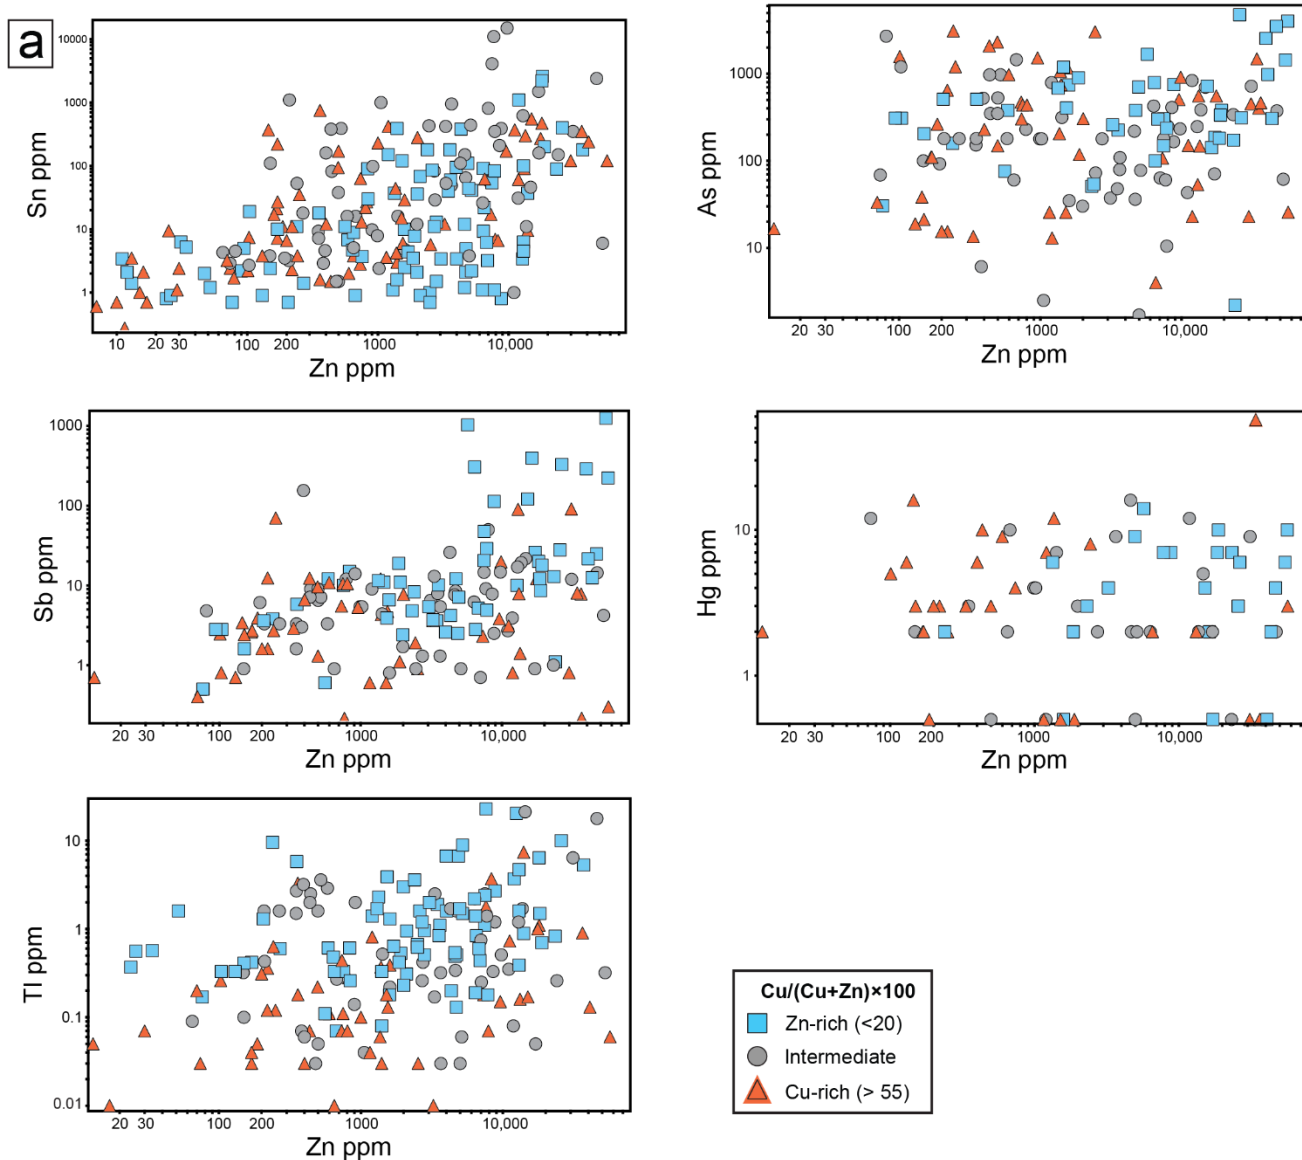 a
10000
1000
100
10
1
Sn ppm
10 20 30 100 200 1000 10,000
Zn ppm
1000
100
10
As ppm
20 30 100 200 1000 10,000
Zn ppm
1000
100
10
1
Sb ppm
20 30 100 200 1000 10,000
Zn ppm
10
1
Hg ppm
20 30 100 200 1000 10,000
Zn ppm
10
1
0.1
0.01
Tl ppm
20 30 100 200 1000 10,000
Zn ppm
Cu/(Cu+Zn)×100
Zn-rich (<20)
Intermediate
Cu-rich (> 55)